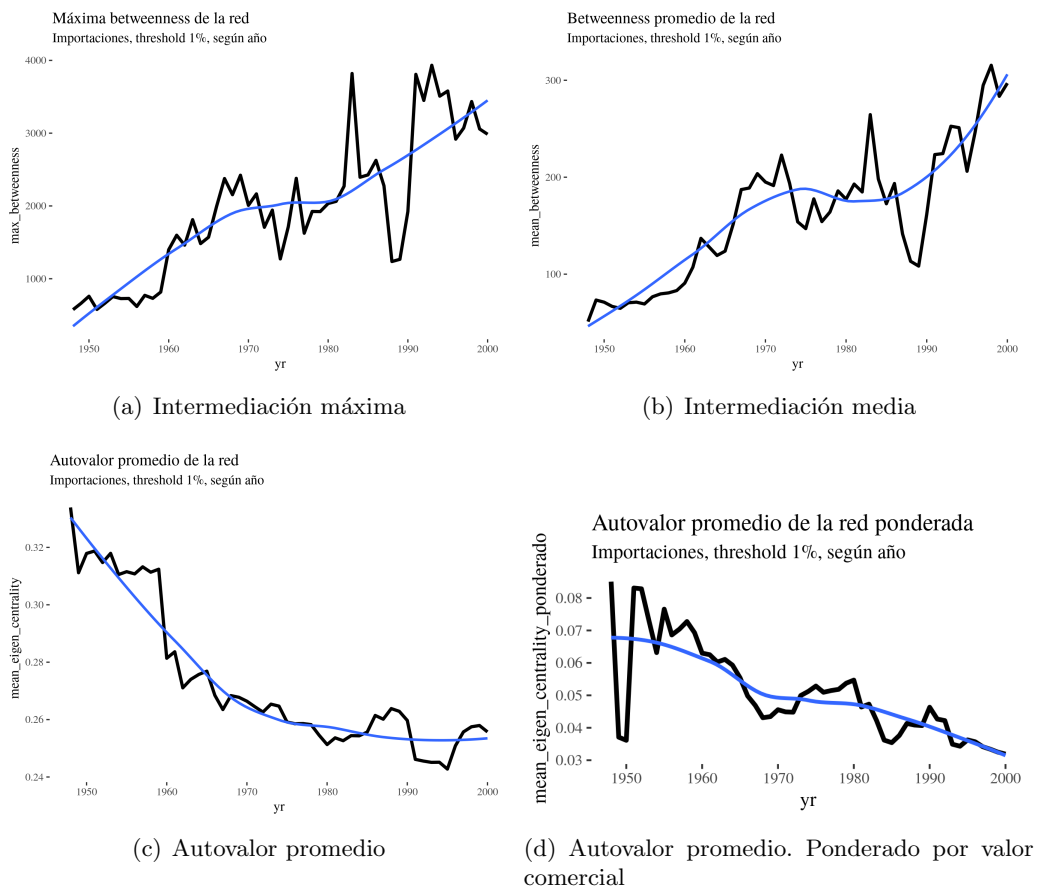 Máxima betweenness de la red
Importaciones, threshold 1%, según año
max_betweenness
4000
3000
2000
1000
1950 1960 1970 1980 1990 2000
yr
(a) Intermediación máxima
Betweenness promedio de la red
Importaciones, threshold 1%, según año
mean_betweenness
300
200
100
1950 1960 1970 1980 1990 2000
yr
(b) Intermediación media
Autovalor promedio de la red
Importaciones, threshold 1%, según año
mean_eigen_centrality
0.32
0.30
0.28
0.26
0.24
1950 1960 1970 1980 1990 2000
yr
(c) Autovalor promedio
Autovalor promedio de la red ponderada
Importaciones, threshold 1%, según año
mean_eigen_centrality_ponderado
0.08
0.07
0.06
0.05
0.04
0.03
1950 1960 1970 1980 1990 2000
yr
(d) Autovalor promedio. Ponderado por valor
comercial